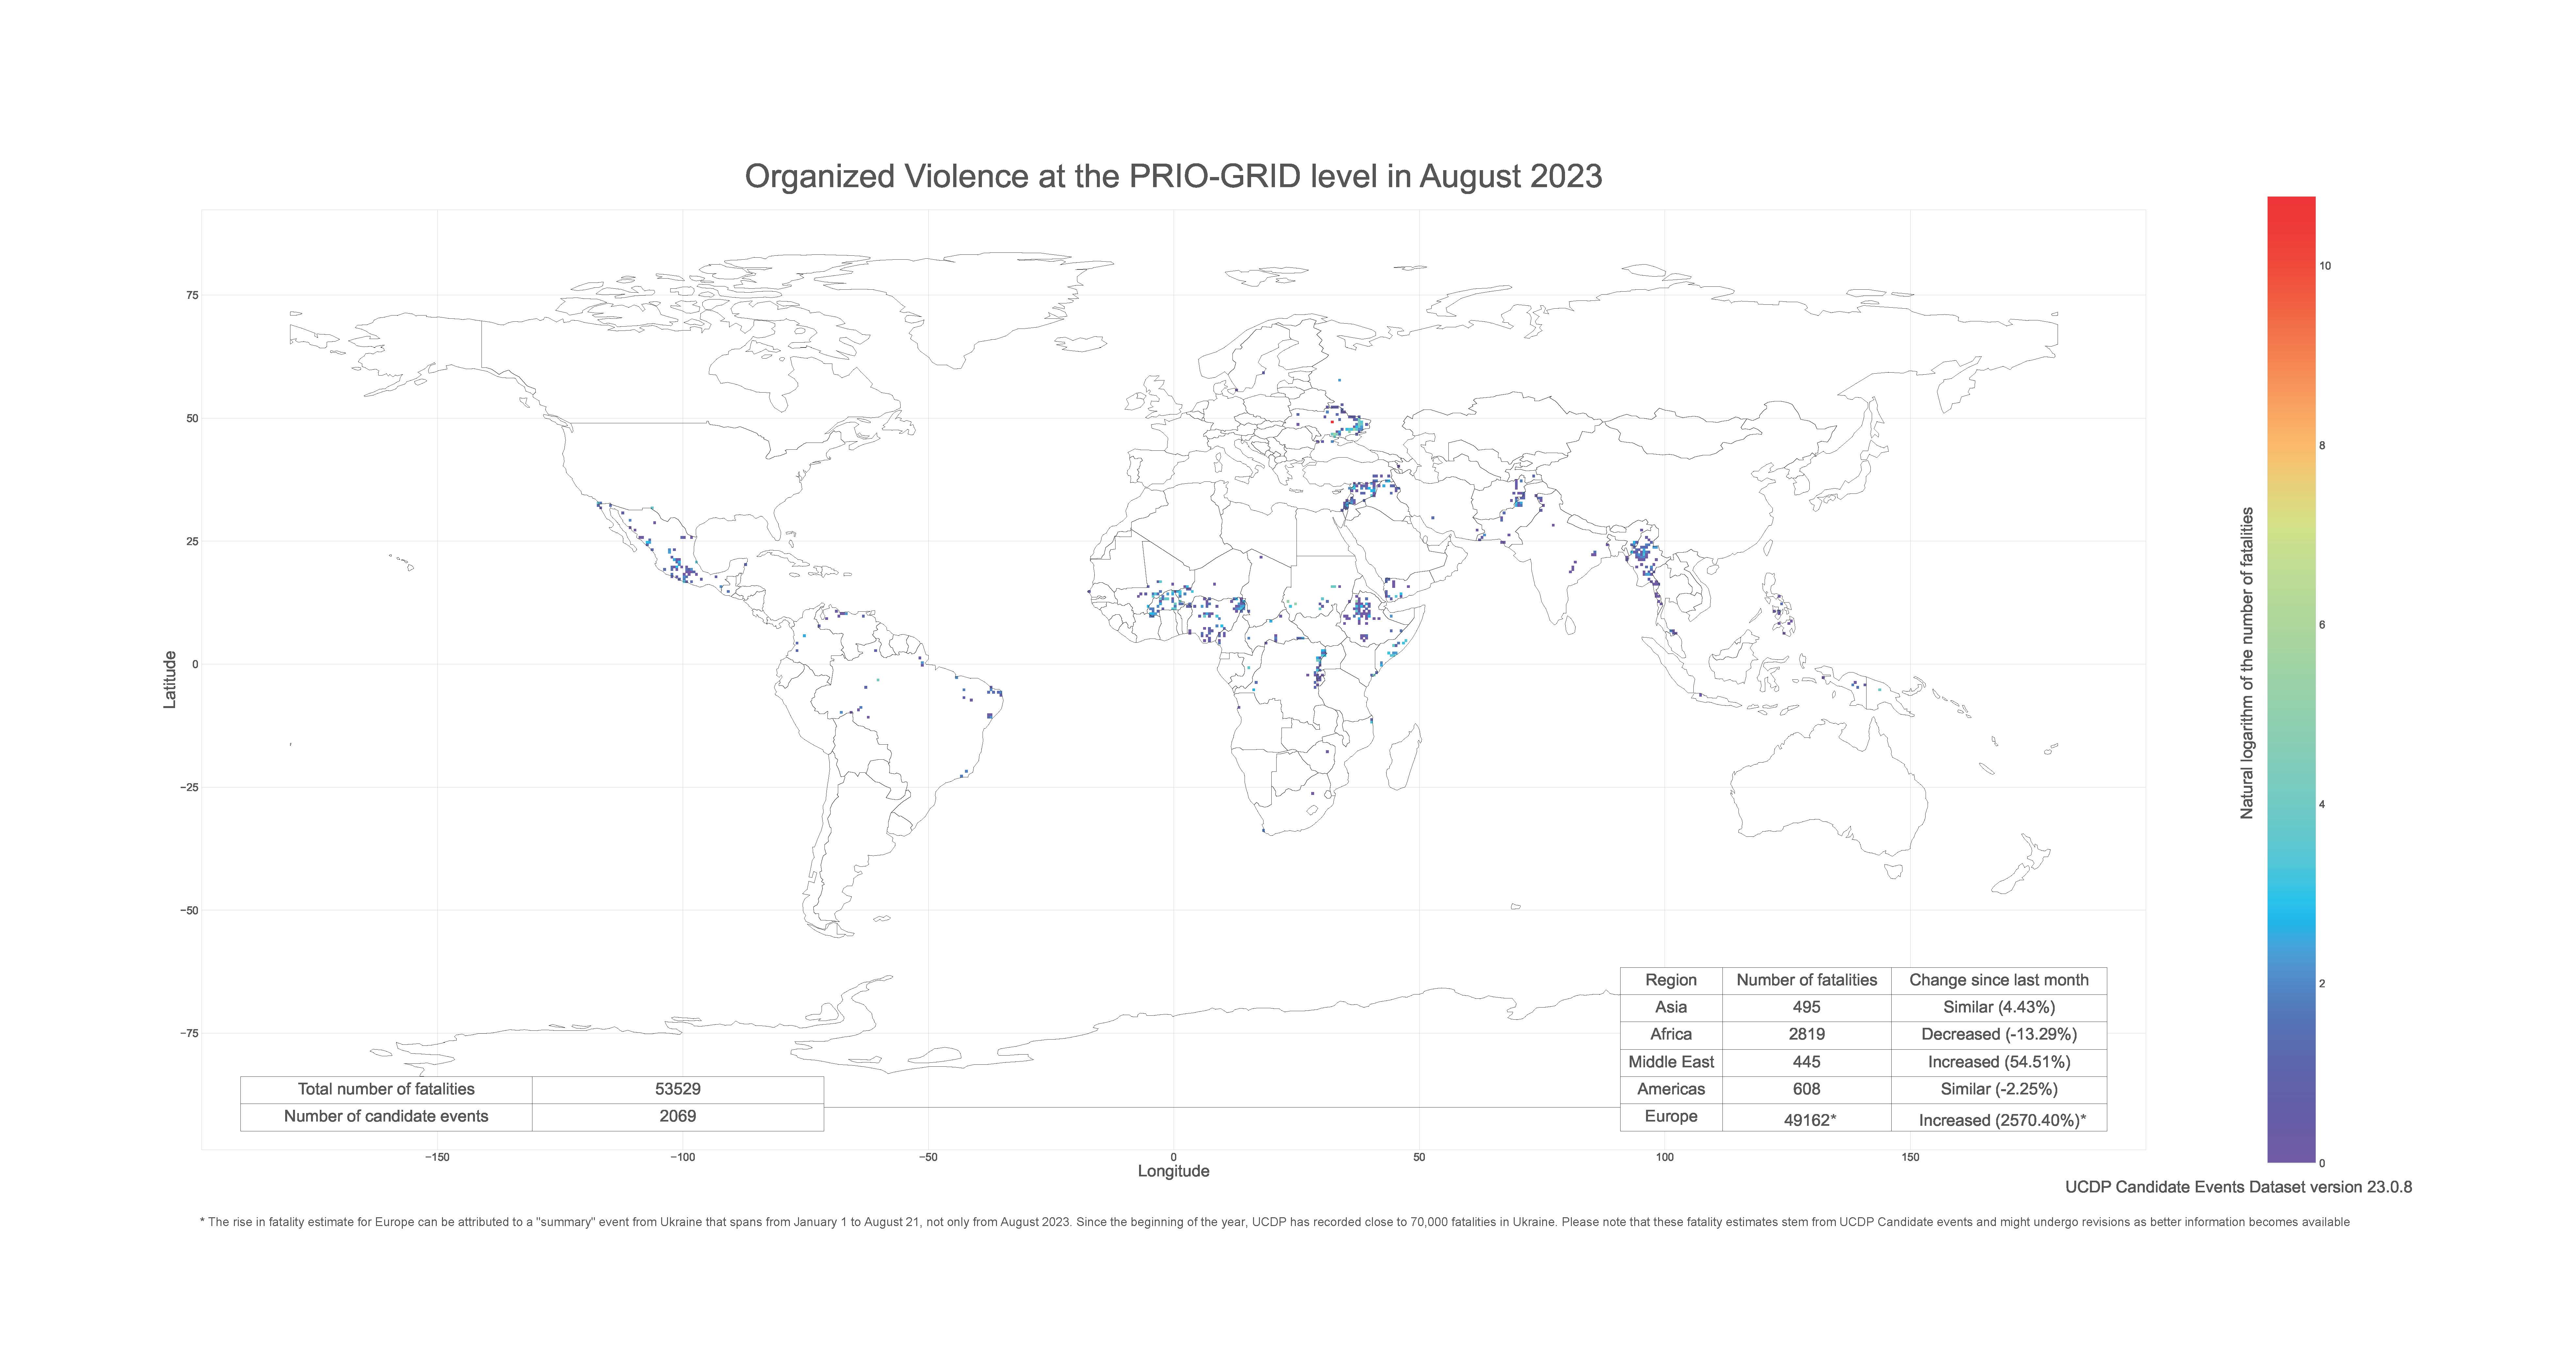 Organized Violence at the PRIO-GRID level in August 2023
75
50
25
0
−25
−50
−75
Latitude
−150
−100
−50
0
50
100
150
Longitude
Total number of fatalities 53529
Number of candidate events 2069
Region Number of fatalities Change since last month
Asia 495 Similar (4.43%)
Africa 2819 Decreased (-13.29%)
Middle East 445 Increased (54.51%)
Americas 608 Similar (-2.25%)
Europe 49162* Increased (2570.40%)*
10
8
6
4
2
0
Natural logarithm of the number of fatalities
UCDP Candidate Events Dataset version 23.0.8
* The rise in fatality estimate for Europe can be attributed to a "summary" event from Ukraine that spans from January 1 to August 21, not only from August 2023. Since the beginning of the year, UCDP has recorded close to 70,000 fatalities in Ukraine. Please note that these fatality estimates stem from UCDP Candidate events and might undergo revisions as better information becomes available